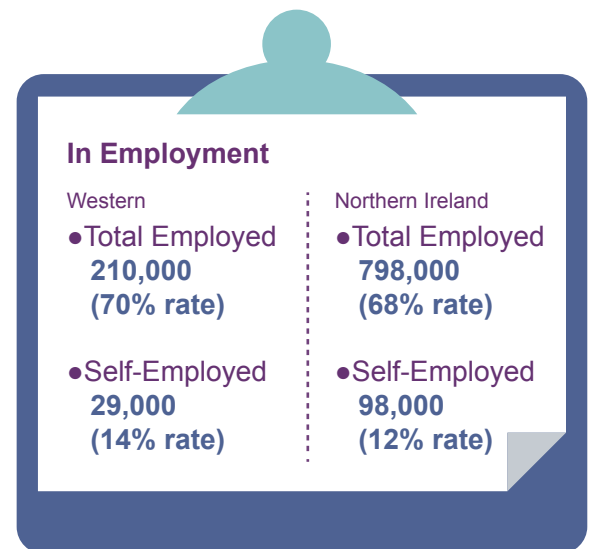 In Employment
Western
●Total Employed
210,000
(70% rate)
●Self-Employed
29,000
(14% rate)
Northern Ireland
●Total Employed
798,000
(68% rate)
●Self-Employed
98,000
(12% rate)